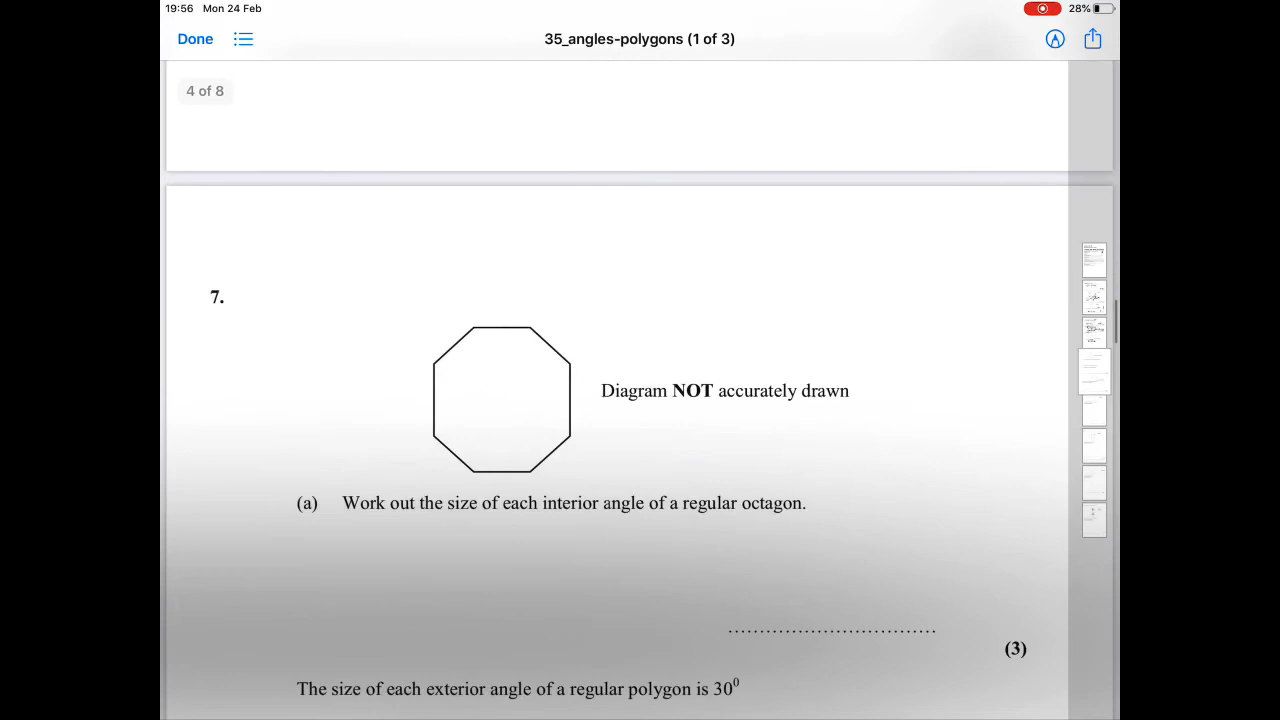 19:56 Mon 24 Feb
28%
Done
35_angles-polygons (1 of 3)
4 of 8
7.
Diagram NOT accurately drawn
(a) Work out the size of each interior angle of a regular octagon.
................................
(3)
The size of each exterior angle of a regular polygon is 30⁰